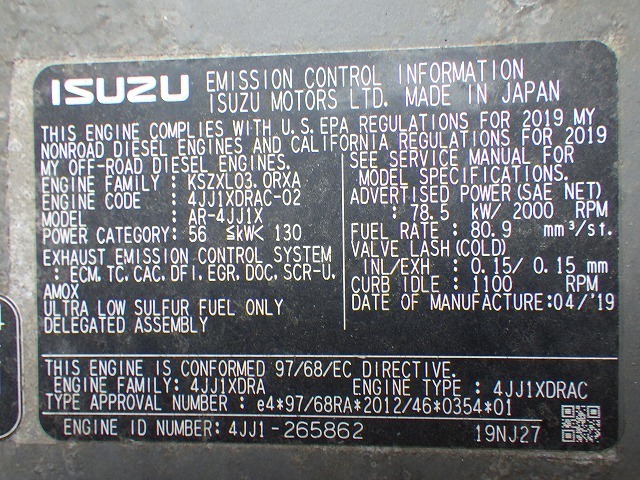 ISUZU EMISSION CONTROL INFORMATION
ISUZU MOTORS LTD. MADE IN JAPAN
THIS ENGINE COMPLIES WITH U.S.EPA REGULATIONS FOR 2019 MY
NONROAD DIESEL ENGINES AND CALIFORNIA REGULATIONS FOR 2019
MY OFF-ROAD DIESEL ENGINES.
ENGINE FAMILY : KSZXL03.0RXA
ENGINE CODE : 4JJ1XDRAC-02
MODEL : AR-4JJ1X
POWER CATEGORY: 56 ≦kW< 130
EXHAUST EMISSION CONTROL SYSTEM
: ECM,TC,CAC,DFI,EGR,DOC,SCR-U,
AMOX
ULTRA LOW SULFUR FUEL ONLY
DELEGATED ASSEMBLY
SEE SERVICE MANUAL FOR
MODEL SPECIFICATIONS.
ADVERTISED POWER(SAE NET)
: 78.5 kW/ 2000 RPM
FUEL RATE : 80.9 mm³/st.
VALVE LASH(COLD)
INL/EXH : 0.15/ 0.15 mm
CURB IDLE : 1100 RPM
DATE OF MANUFACTURE:04/'19
THIS ENGINE IS CONFORMED 97/68/EC DIRECTIVE.
ENGINE FAMILY: 4JJ1XDRA ENGINE TYPE : 4JJ1XDRAC
TYPE APPROVAL NUMBER : e4*97/68RA*2012/46*0354*01
ENGINE ID NUMBER: 4JJ1-265862 19NJ27